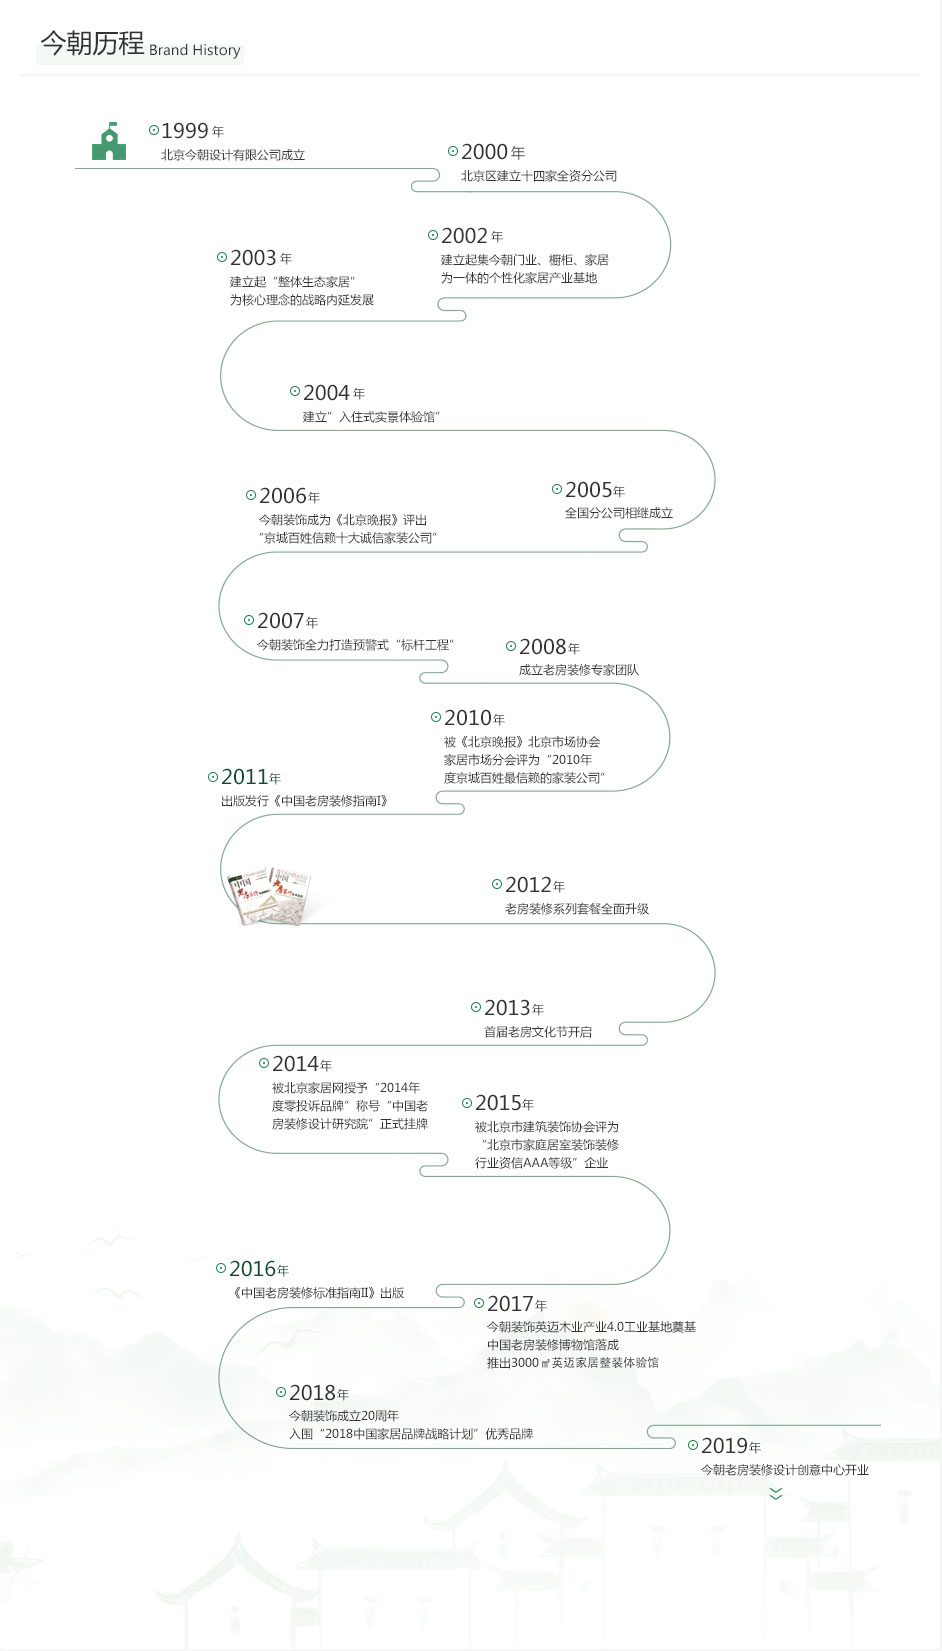 今朝历程 Brand History
1999 年
北京今朝设计有限公司成立
2000 年
北京区建立十四家全资分公司
2002 年
建立起集今朝门业、橱柜、家居
为一体的个性化家居产业基地
2003 年
建立起“整体生态家居”
为核心理念的战略内延发展
2004 年
建立”入住式实景体验馆”
2005年
全国分公司相继成立
2006年
今朝装饰成为《北京晚报》评出
“京城百姓信赖十大诚信家装公司”
2007年
今朝装饰全力打造预警式“标杆工程”
2008年
成立老房装修专家团队
2010年
被《北京晚报》北京市场协会
家居市场分会评为“2010年
度京城百姓最信赖的家装公司”
2011年
出版发行《中国老房装修指南I》
2012年
老房装修系列套餐全面升级
2013年
首届老房文化节开启
2014年
被北京家居网授予“2014年
度零投诉品牌”称号“中国老
房装修设计研究院”正式挂牌
2015年
被北京市建筑装饰协会评为
“北京市家庭居室装饰装修
行业资信AAA等级”企业
2016年
《中国老房装修标准指南II》出版
2017年
今朝装饰英迈木业产业4.0工业基地奠基
中国老房装修博物馆落成
推出3000㎡英迈家居整装体验馆
2018年
今朝装饰成立20周年
入围“2018中国家居品牌战略计划”优秀品牌
2019年
今朝老房装修设计创意中心开业